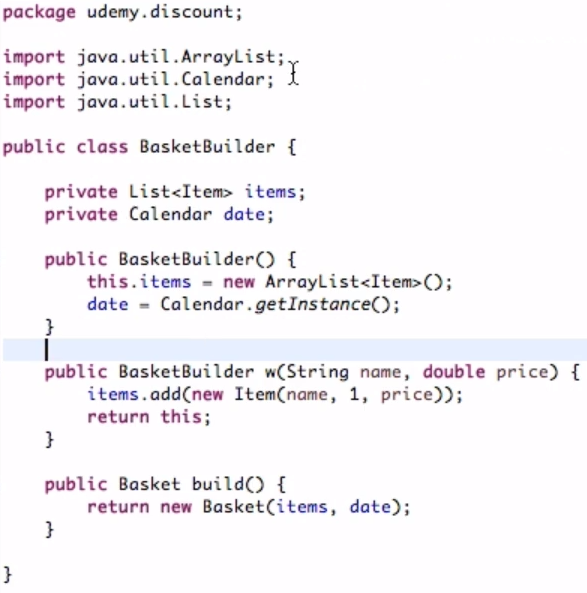 package udemy.discount;
import java.util.ArrayList;
import java.util.Calendar;
import java.util.List;
public class BasketBuilder {
private List<Item> items;
private Calendar date;
public BasketBuilder() {
this.items = new ArrayList<Item>();
date = Calendar.getInstance();
}
public BasketBuilder w(String name, double price) {
items.add(new Item(name, 1, price));
return this;
}
public Basket build() {
return new Basket(items, date);
}
}